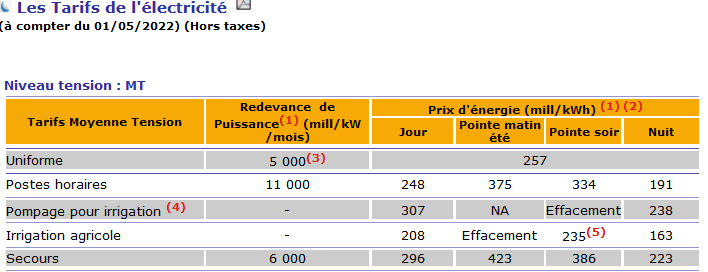 Les Tarifs de l'électricité
(à compter du 01/05/2022) (Hors taxes)
Niveau tension : MT
Tarifs Moyenne Tension
Redevance de
Puissance(1) (mill/kW
/mois)
Prix d'énergie (mill/kWh) (1) (2)
Jour
Pointe matin
été
Pointe soir
Nuit
Uniforme 5 000(3) 257
Postes horaires 11 000 248 375 334 191
Pompage pour irrigation (4) - 307 NA Effacement 238
Irrigation agricole - 208 Effacement 235(5) 163
Secours 6 000 296 423 386 223